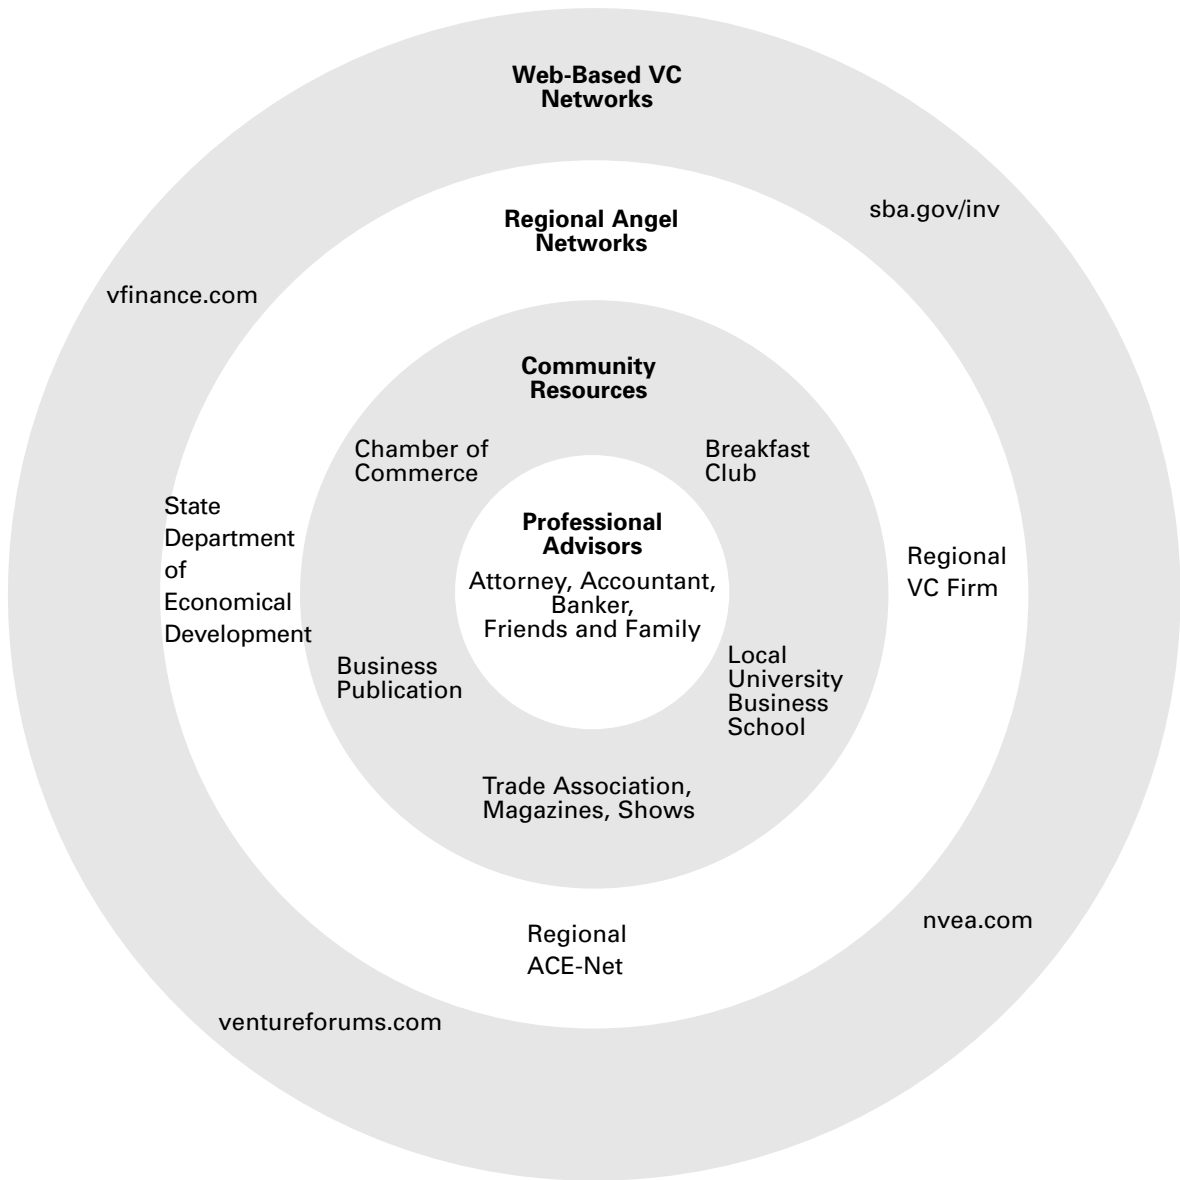 Web-Based VC
Networks
sba.gov/inv
Regional Angel
Networks
vfinance.com
Community
Resources
Chamber of
Commerce
Breakfast
Club
State
Department
of
Economical
Development
Professional
Advisors
Attorney, Accountant,
Banker,
Friends and Family
Regional
VC Firm
Business
Publication
Local
University
Business
School
Trade Association,
Magazines, Shows
Regional
ACE-Net
nvea.com
ventureforums.com